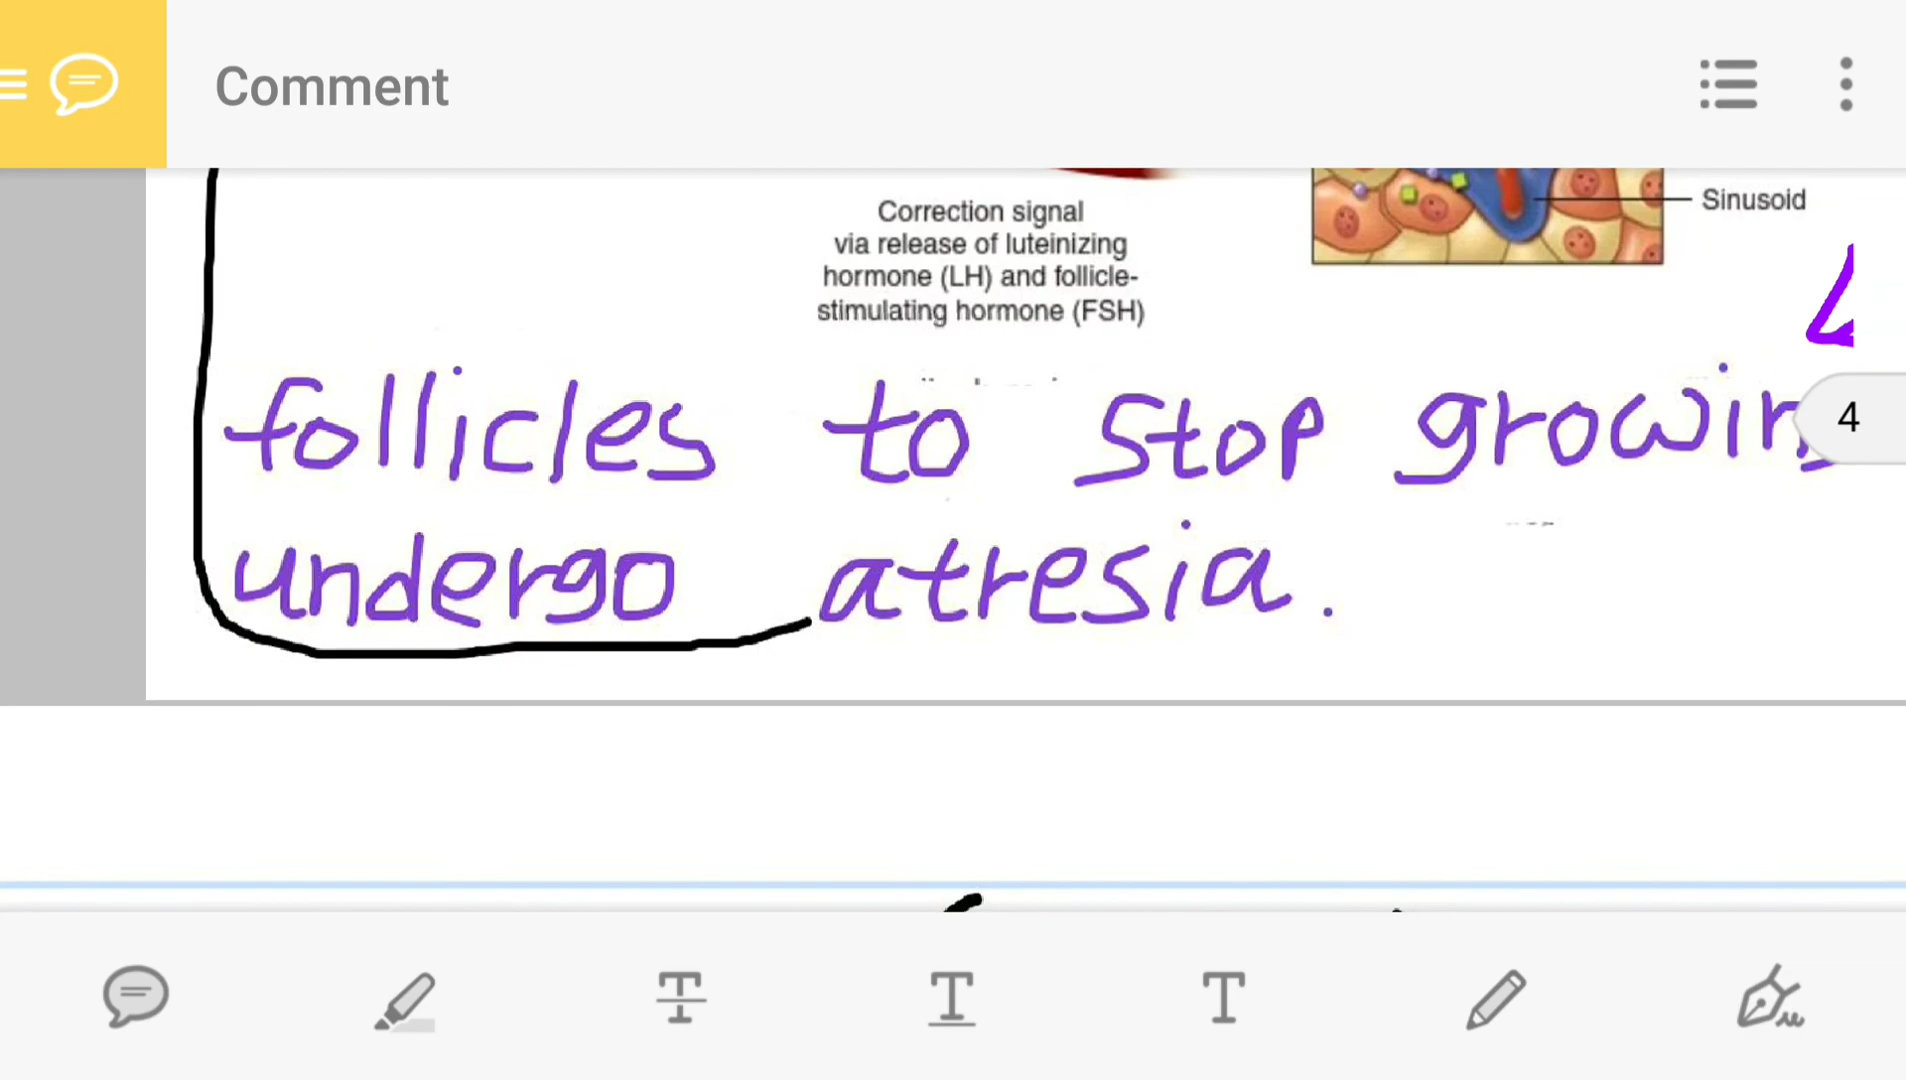 Comment
Correction signal
via release of luteinizing
hormone (LH) and follicle-
stimulating hormone (FSH)
Sinusoid
follicles to stop growing
4
undergo atresia.